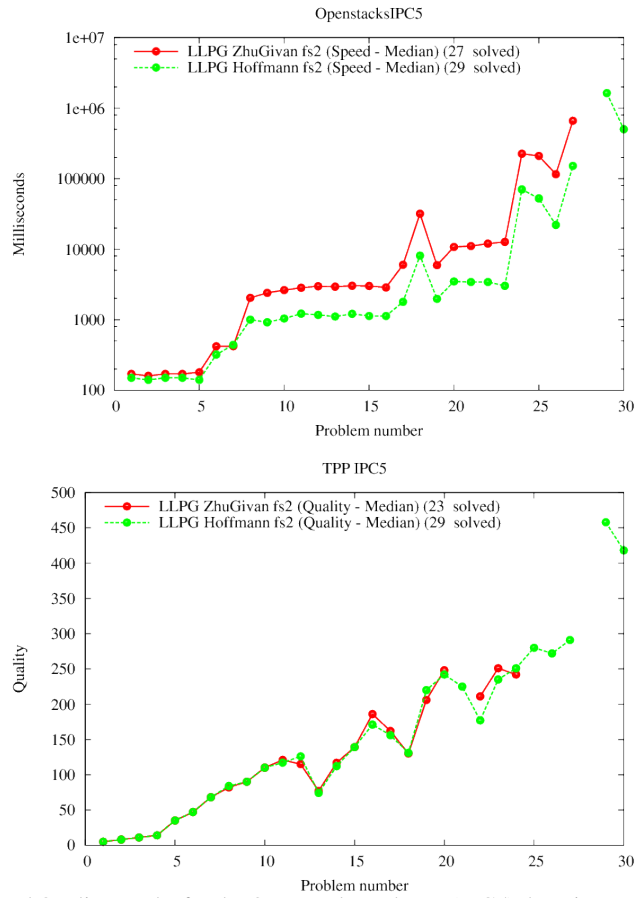 OpenstacksIPC5
1e+07
LLPG ZhuGivan fs2 (Speed - Median) (27 solved)
LLPG Hoffmann fs2 (Speed - Median) (29 solved)
1e+06
100000
10000
1000
100
Milliseconds
0 5 10 15 20 25 30
Problem number
TPP IPC5
500
LLPG ZhuGivan fs2 (Quality - Median) (23 solved)
LLPG Hoffmann fs2 (Quality - Median) (29 solved)
450
400
350
300
250
200
150
100
50
0
Quality
0 5 10 15 20 25 30
Problem number